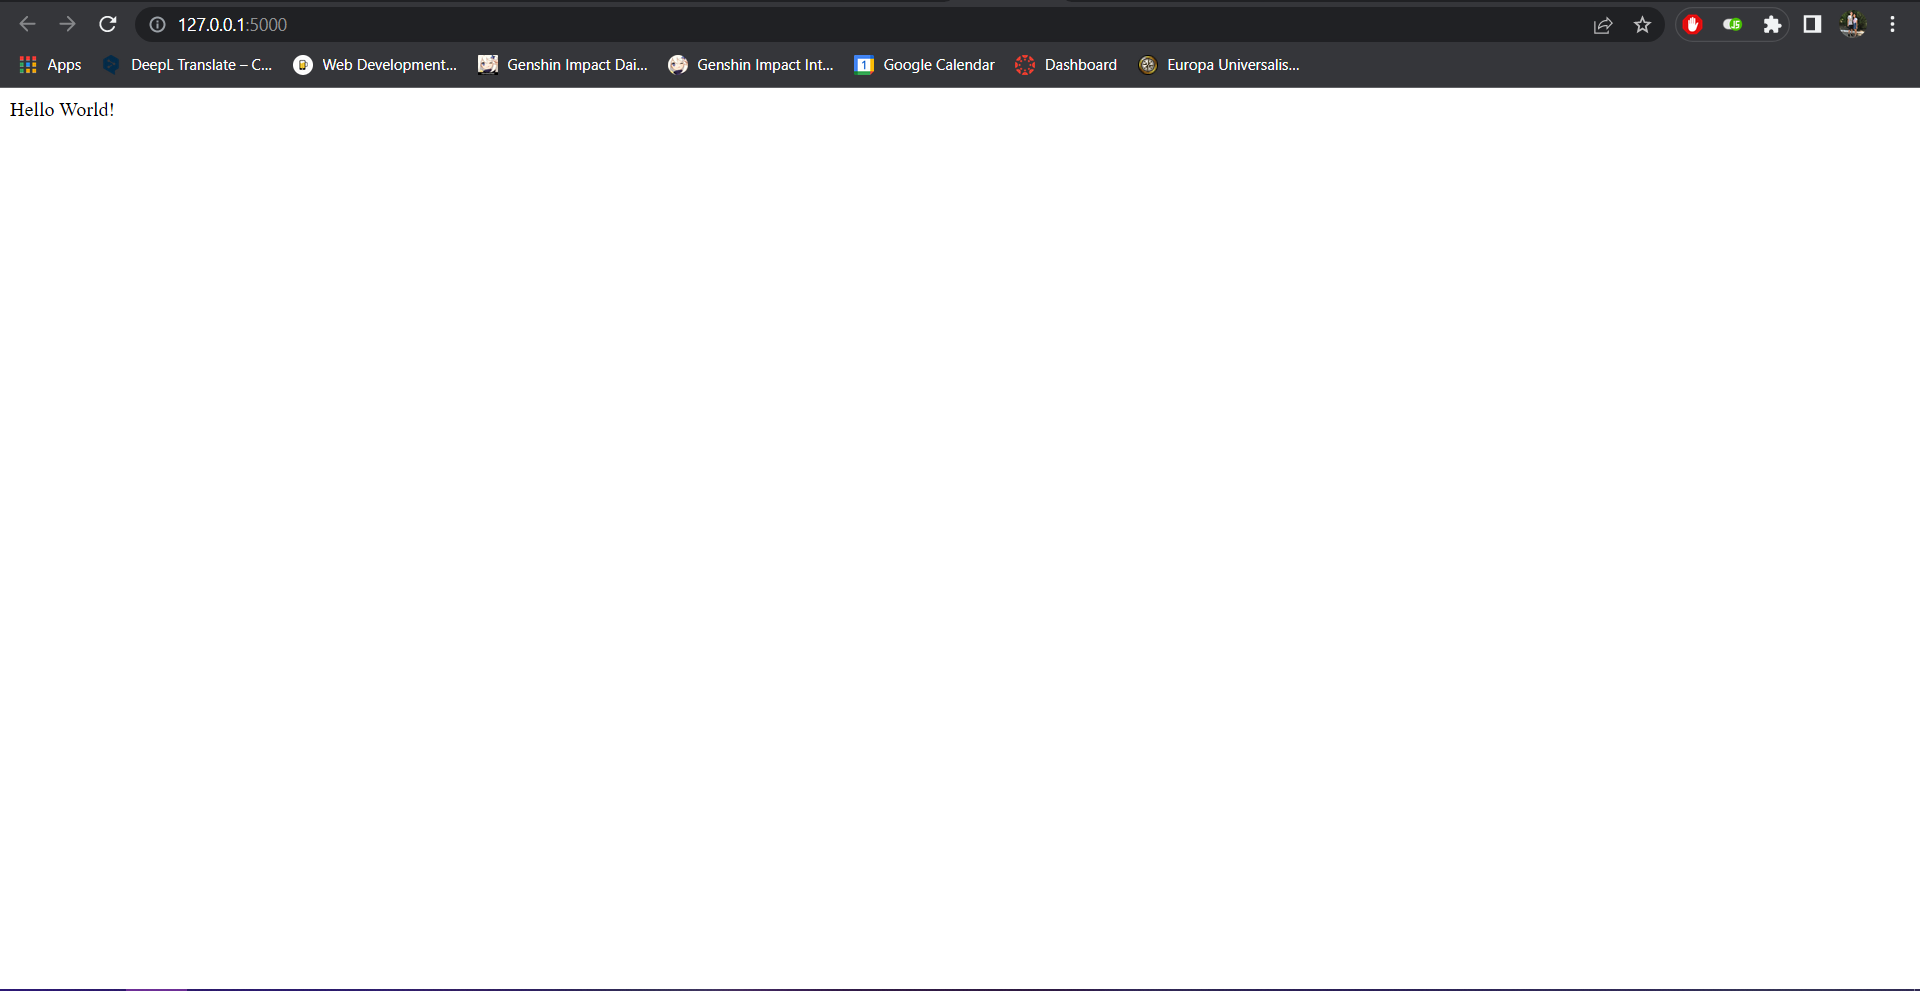 127.0.0.1:5000
Apps DeepL Translate – C... Web Development... Genshin Impact Dai... Genshin Impact Int... Google Calendar Dashboard Europa Universalis...
Hello World!